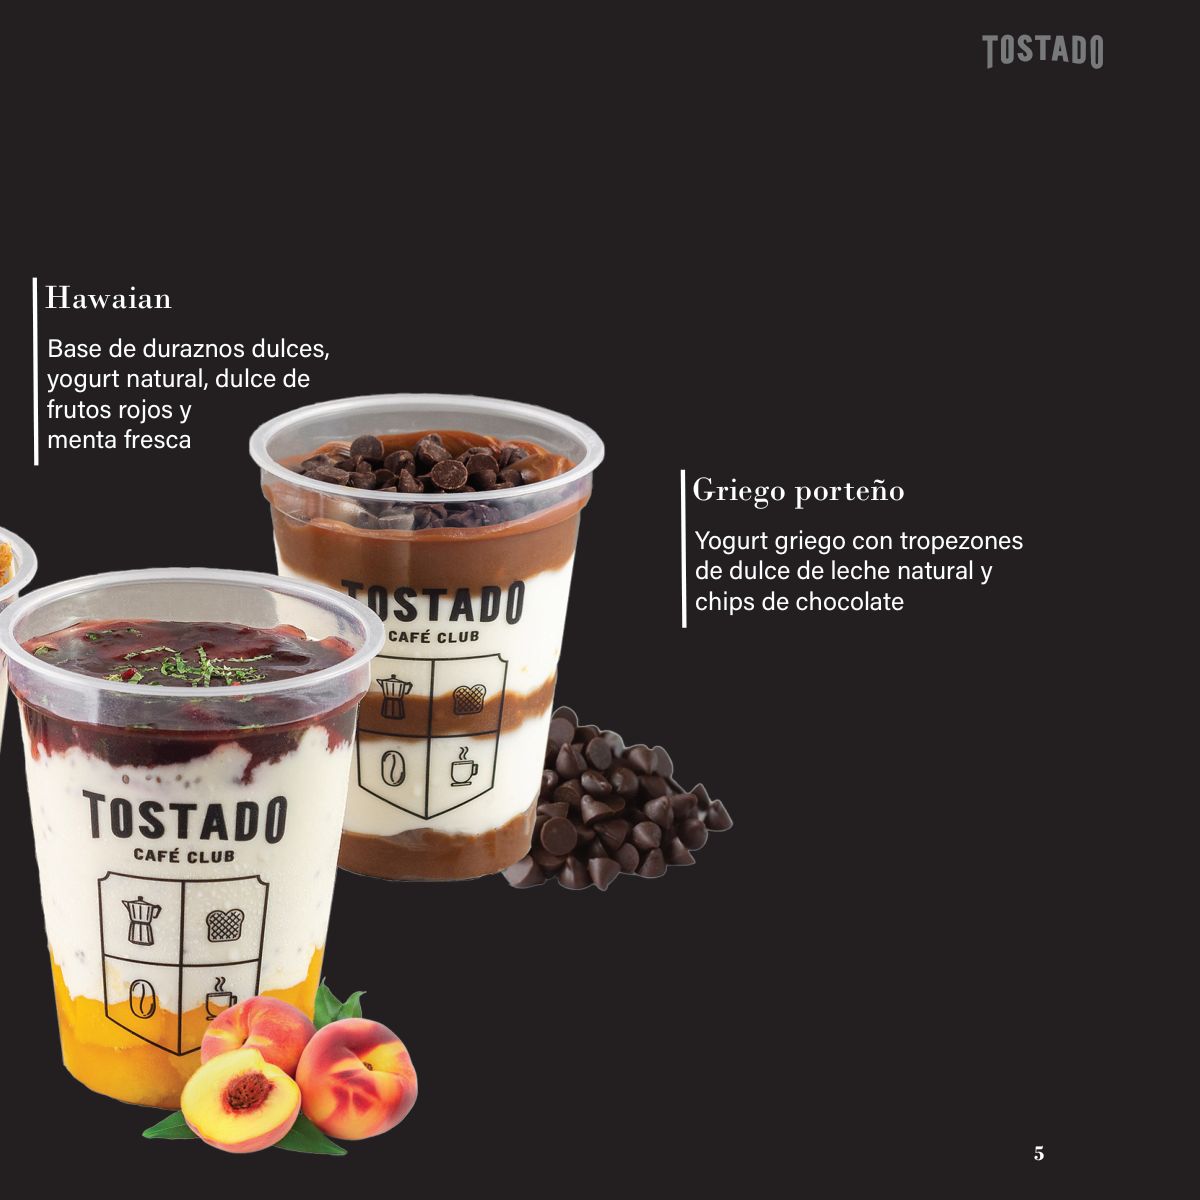 TOSTADO
Hawaian
Base de duraznos dulces,
yogurt natural, dulce de
frutos rojos y
menta fresca
Griego porteño
Yogurt griego con tropezones
de dulce de leche natural y
chips de chocolate
TOSTADO
CAFÉ CLUB
TOSTADO
CAFÉ CLUB
5